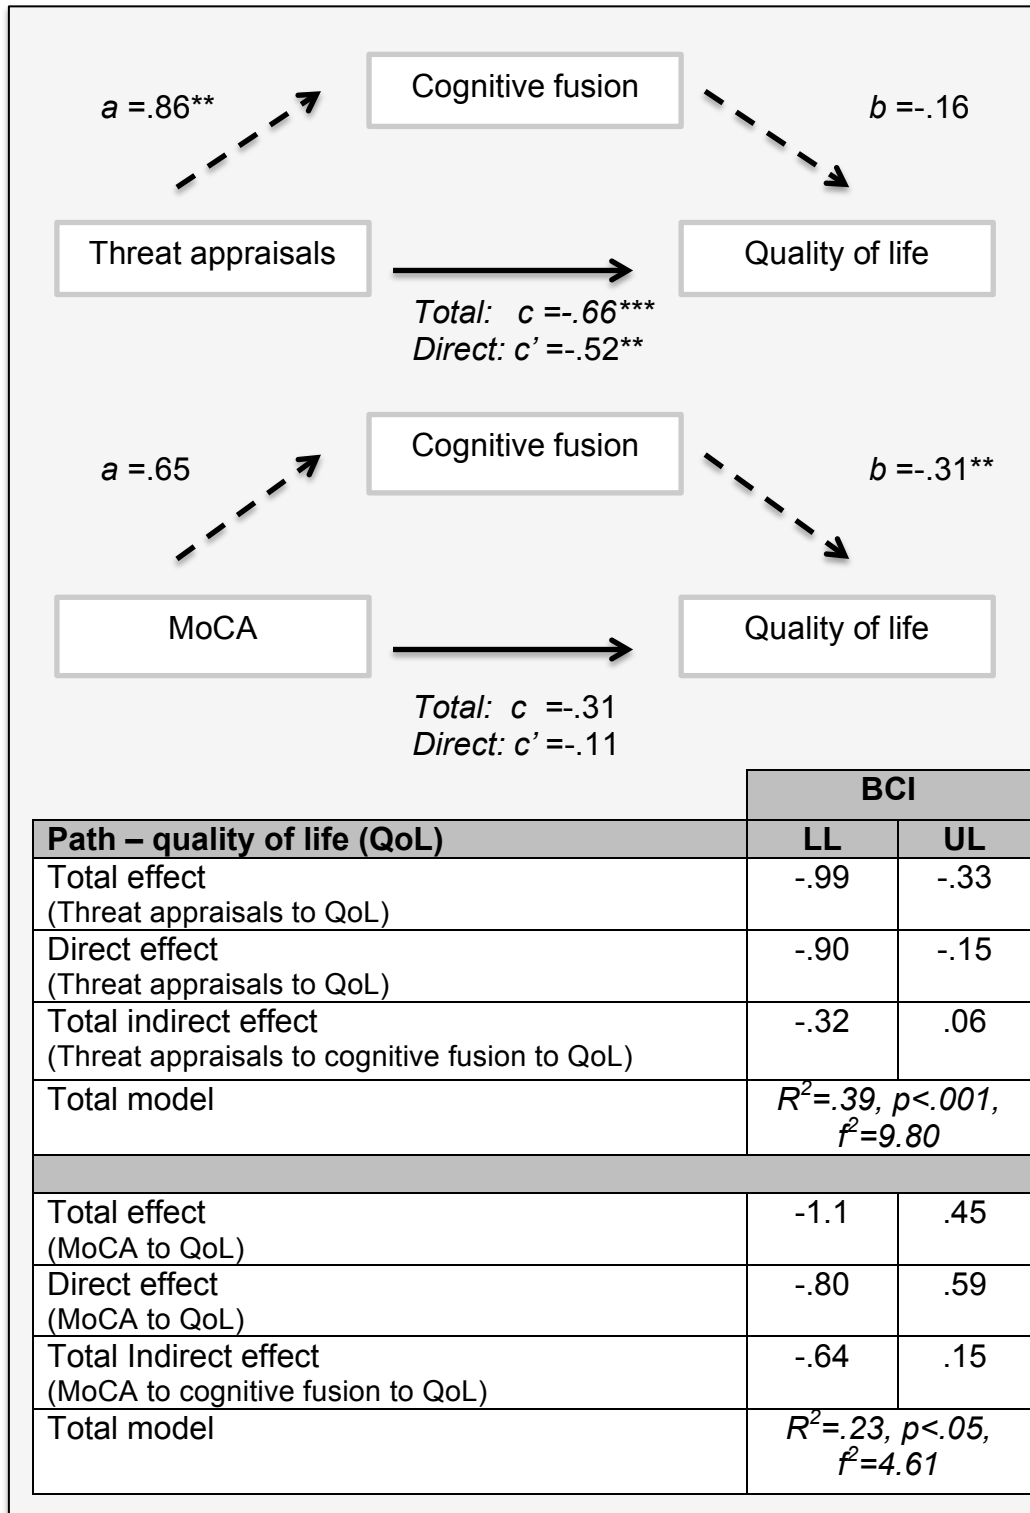 Cognitive fusion
a =.86**
b =-.16
Threat appraisals
Quality of life
Total: c =-.66***
Direct: c’ =-.52**
Cognitive fusion
a =.65
b =-.31**
MoCA
Quality of life
Total: c =-.31
Direct: c’ =-.11
BCI
Path – quality of life (QoL) LL UL
Total effect -.99 -.33
(Threat appraisals to QoL)
Direct effect -.90 -.15
(Threat appraisals to QoL)
Total indirect effect -.32 .06
(Threat appraisals to cognitive fusion to QoL)
Total model R²=.39, p<.001,
f²=9.80
Total effect -1.1 .45
(MoCA to QoL)
Direct effect -.80 .59
(MoCA to QoL)
Total Indirect effect -.64 .15
(MoCA to cognitive fusion to QoL)
Total model R²=.23, p<.05,
f²=4.61